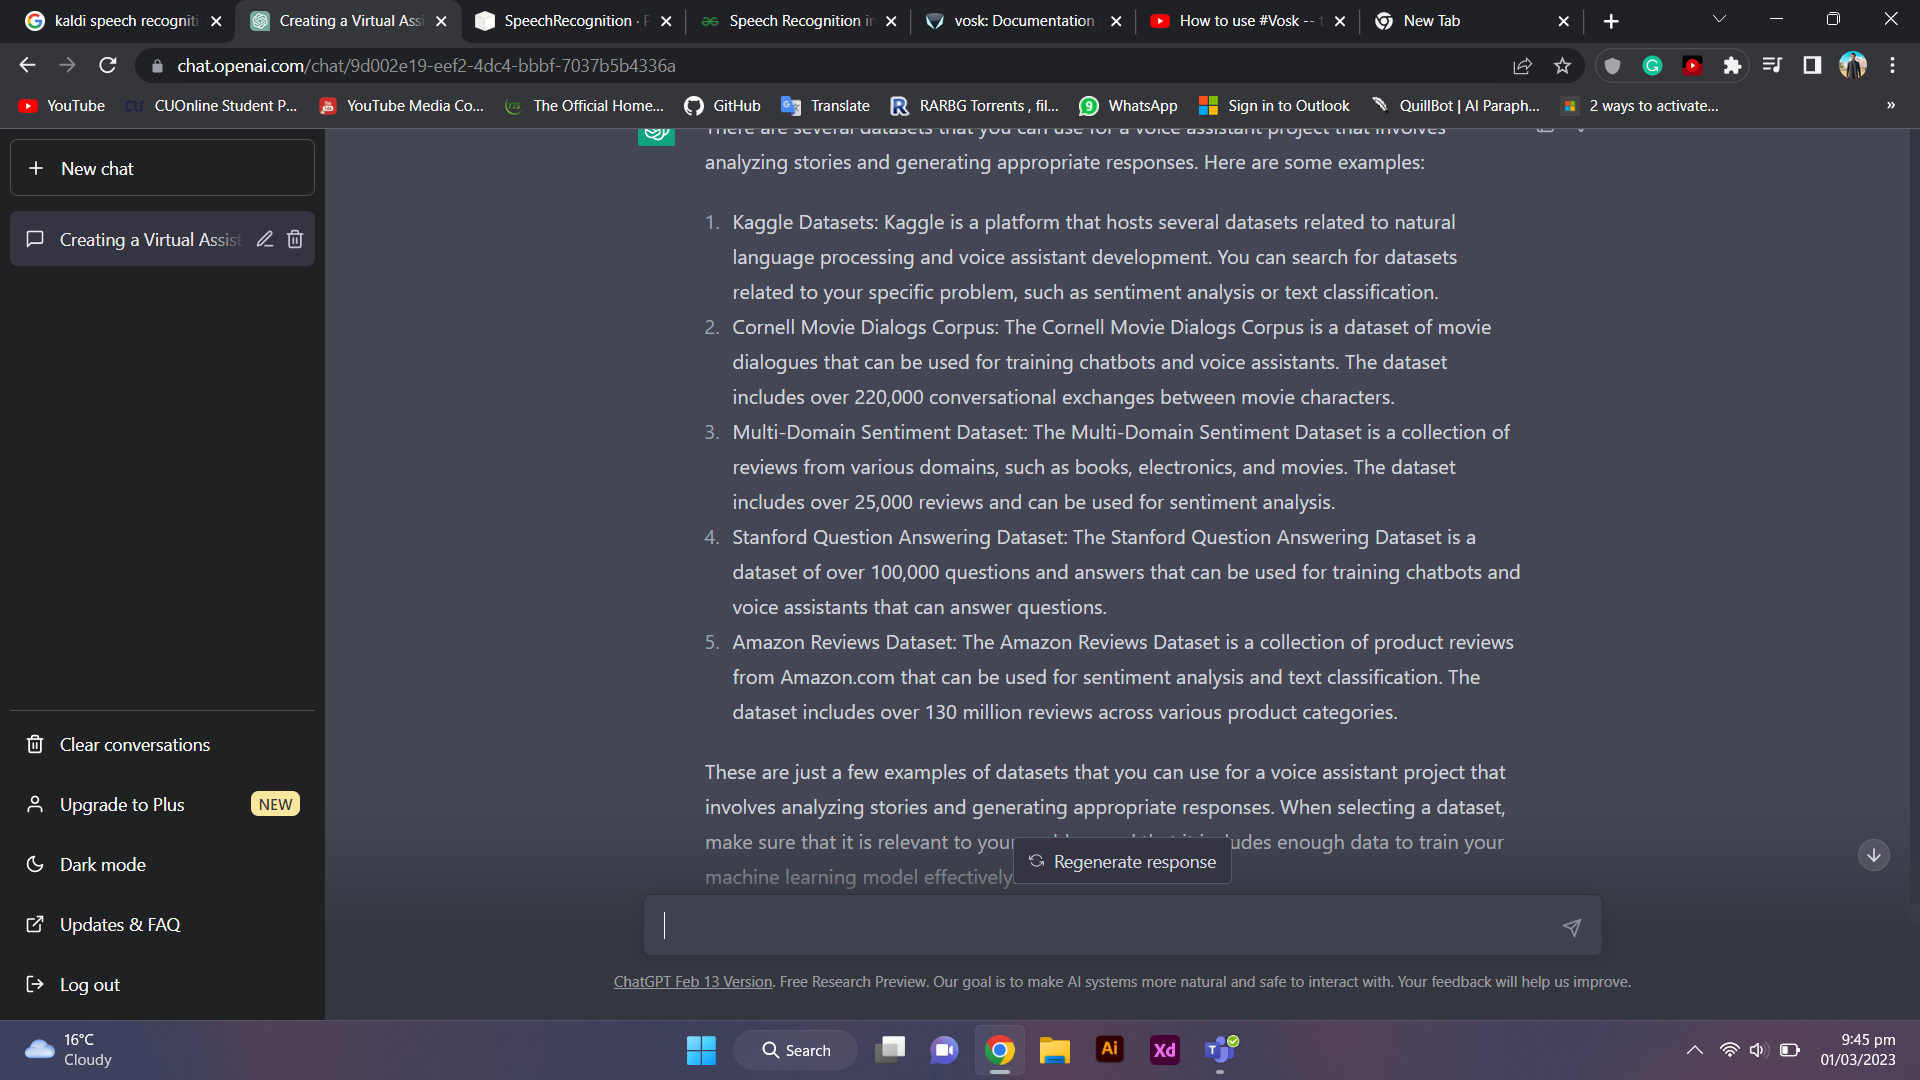 kaldi speech recogniti
Creating a Virtual Assi
SpeechRecognition · P
Speech Recognition in
vosk: Documentation
How to use #Vosk -- t
New Tab
chat.openai.com/chat/9d002e19-eef2-4dc4-bbbf-7037b5b4336a
YouTube
CUOnline Student P...
YouTube Media Co...
The Official Home...
GitHub
Translate
RARBG Torrents , fil...
WhatsApp
Sign in to Outlook
QuillBot | AI Paraph...
2 ways to activate...
»
New chat
Creating a Virtual Assist
There are several datasets that you can use for a voice assistant project that involves
analyzing stories and generating appropriate responses. Here are some examples:
1. Kaggle Datasets: Kaggle is a platform that hosts several datasets related to natural
language processing and voice assistant development. You can search for datasets
related to your specific problem, such as sentiment analysis or text classification.
2. Cornell Movie Dialogs Corpus: The Cornell Movie Dialogs Corpus is a dataset of movie
dialogues that can be used for training chatbots and voice assistants. The dataset
includes over 220,000 conversational exchanges between movie characters.
3. Multi-Domain Sentiment Dataset: The Multi-Domain Sentiment Dataset is a collection of
reviews from various domains, such as books, electronics, and movies. The dataset
includes over 25,000 reviews and can be used for sentiment analysis.
4. Stanford Question Answering Dataset: The Stanford Question Answering Dataset is a
dataset of over 100,000 questions and answers that can be used for training chatbots and
voice assistants that can answer questions.
5. Amazon Reviews Dataset: The Amazon Reviews Dataset is a collection of product reviews
from Amazon.com that can be used for sentiment analysis and text classification. The
dataset includes over 130 million reviews across various product categories.
These are just a few examples of datasets that you can use for a voice assistant project that
involves analyzing stories and generating appropriate responses. When selecting a dataset,
make sure that it is relevant to your udes enough data to train your
machine learning model effectively.
Regenerate response
Clear conversations
Upgrade to Plus
NEW
Dark mode
Updates & FAQ
Log out
ChatGPT Feb 13 Version. Free Research Preview. Our goal is to make AI systems more natural and safe to interact with. Your feedback will help us improve.
16°C
Cloudy
Search
Ai
Xd
9:45 pm
01/03/2023